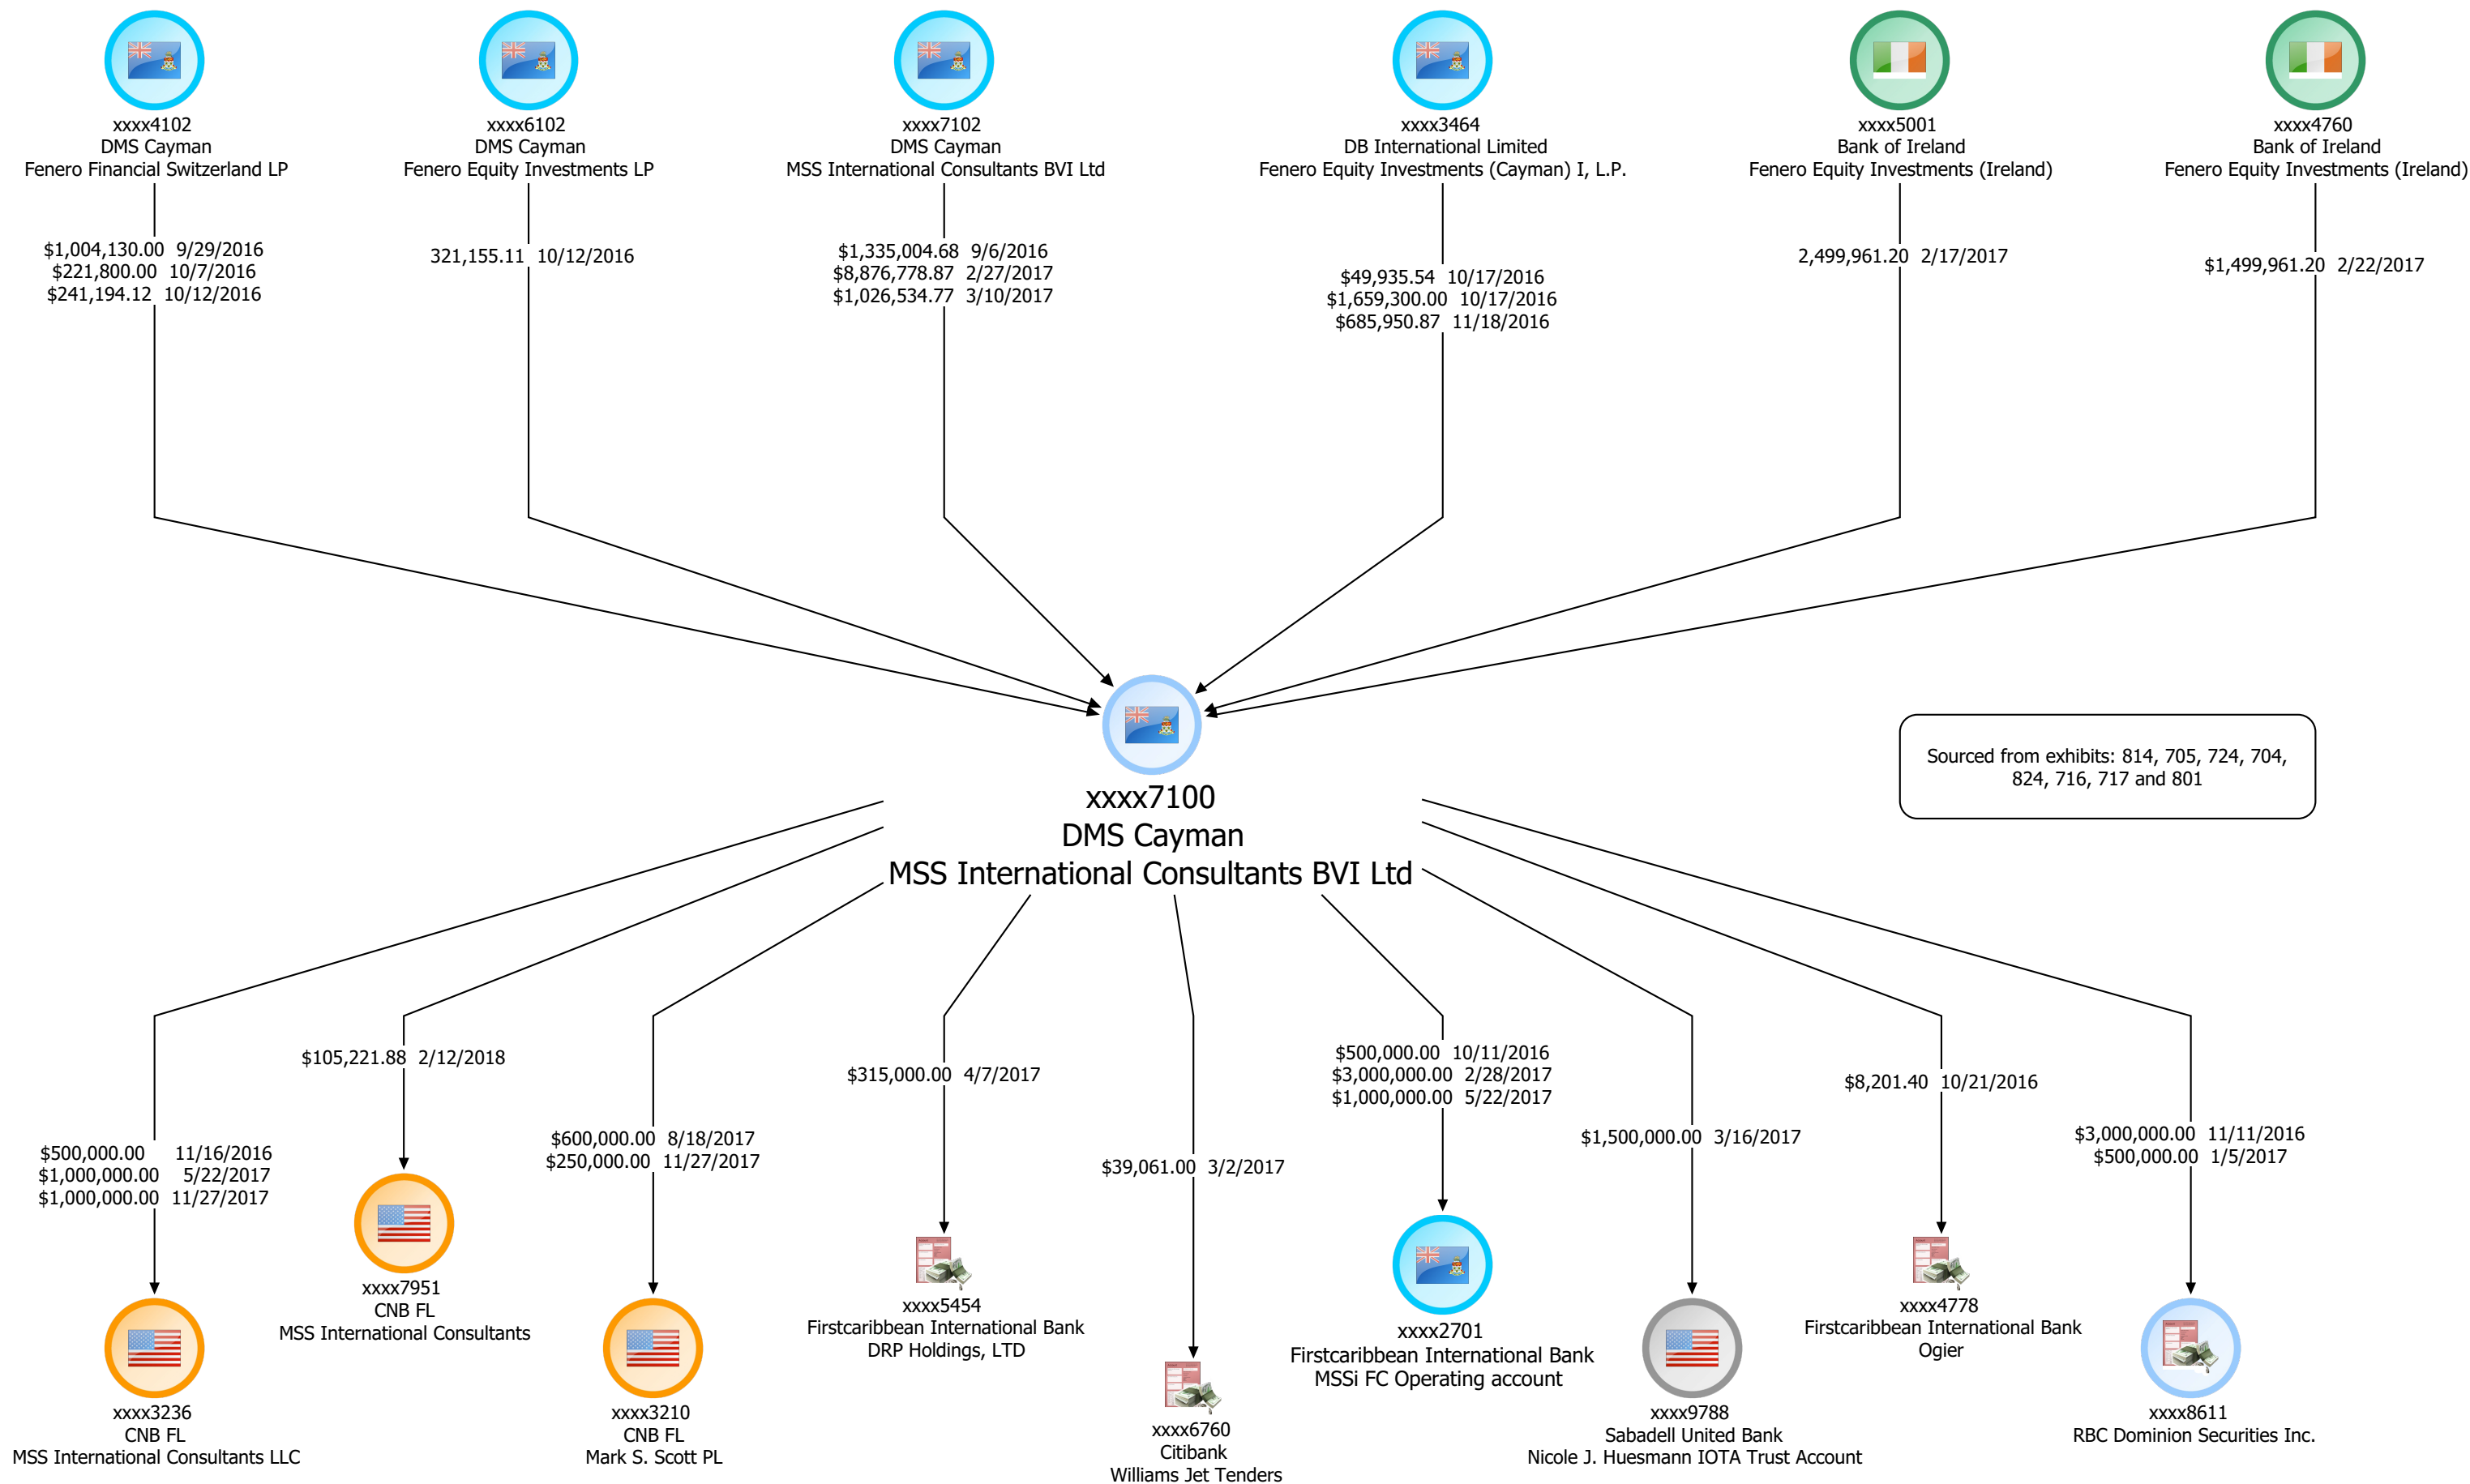 xxxx4102
DMS Cayman
Fenero Financial Switzerland LP
xxxx6102
DMS Cayman
Fenero Equity Investments LP
xxxx7102
DMS Cayman
MSS International Consultants BVI Ltd
xxxx3464
DB International Limited
Fenero Equity Investments (Cayman) I, L.P.
xxxx5001
Bank of Ireland
Fenero Equity Investments (Ireland)
xxxx4760
Bank of Ireland
Fenero Equity Investments (Ireland)
$1,004,130.00 9/29/2016
$221,800.00 10/7/2016
$241,194.12 10/12/2016
321,155.11 10/12/2016
$1,335,004.68 9/6/2016
$8,876,778.87 2/27/2017
$1,026,534.77 3/10/2017
$49,935.54 10/17/2016
$1,659,300.00 10/17/2016
$685,950.87 11/18/2016
2,499,961.20 2/17/2017
$1,499,961.20 2/22/2017
xxxx7100
DMS Cayman
MSS International Consultants BVI Ltd
Sourced from exhibits: 814, 705, 724, 704,
824, 716, 717 and 801
$500,000.00 11/16/2016
$1,000,000.00 5/22/2017
$1,000,000.00 11/27/2017
xxxx3236
CNB FL
MSS International Consultants LLC
$105,221.88 2/12/2018
xxxx7951
CNB FL
MSS International Consultants
$600,000.00 8/18/2017
$250,000.00 11/27/2017
xxxx3210
CNB FL
Mark S. Scott PL
$315,000.00 4/7/2017
xxxx5454
Firstcaribbean International Bank
DRP Holdings, LTD
$39,061.00 3/2/2017
xxxx6760
Citibank
Williams Jet Tenders
$500,000.00 10/11/2016
$3,000,000.00 2/28/2017
$1,000,000.00 5/22/2017
xxxx2701
Firstcaribbean International Bank
MSSi FC Operating account
$1,500,000.00 3/16/2017
xxxx9788
Sabadell United Bank
Nicole J. Huesmann IOTA Trust Account
$8,201.40 10/21/2016
xxxx4778
Firstcaribbean International Bank
Ogier
$3,000,000.00 11/11/2016
$500,000.00 1/5/2017
xxxx8611
RBC Dominion Securities Inc.